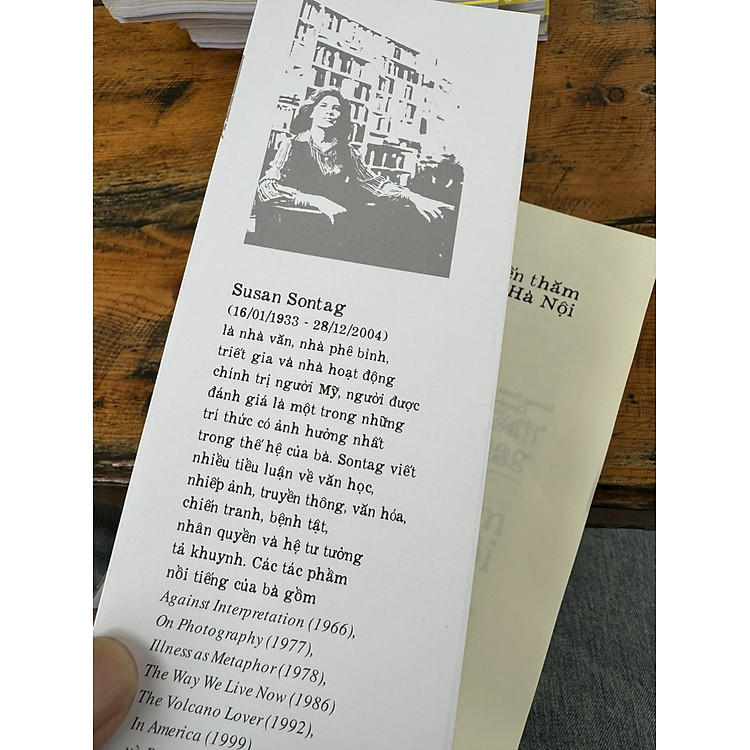 Susan Sontag
(16/01/1933 - 28/12/2004)
là nhà văn, nhà phê bình,
triết gia và nhà hoạt động
chính trị người Mỹ, người được
đánh giá là một trong những
trí thức có ảnh hưởng nhất
trong thế hệ của bà. Sontag viết
nhiều tiểu luận về văn học,
nhiếp ảnh, truyền thông, văn hóa,
chiến tranh, bệnh tật,
nhân quyền và hệ tư tưởng
tả khuynh. Các tác phẩm
nổi tiếng của bà gồm
Against Interpretation (1966),
On Photography (1977),
Illness as Metaphor (1978),
The Way We Live Now (1986)
The Volcano Lover (1992),
In America (1999)
thăm
Hà Nội